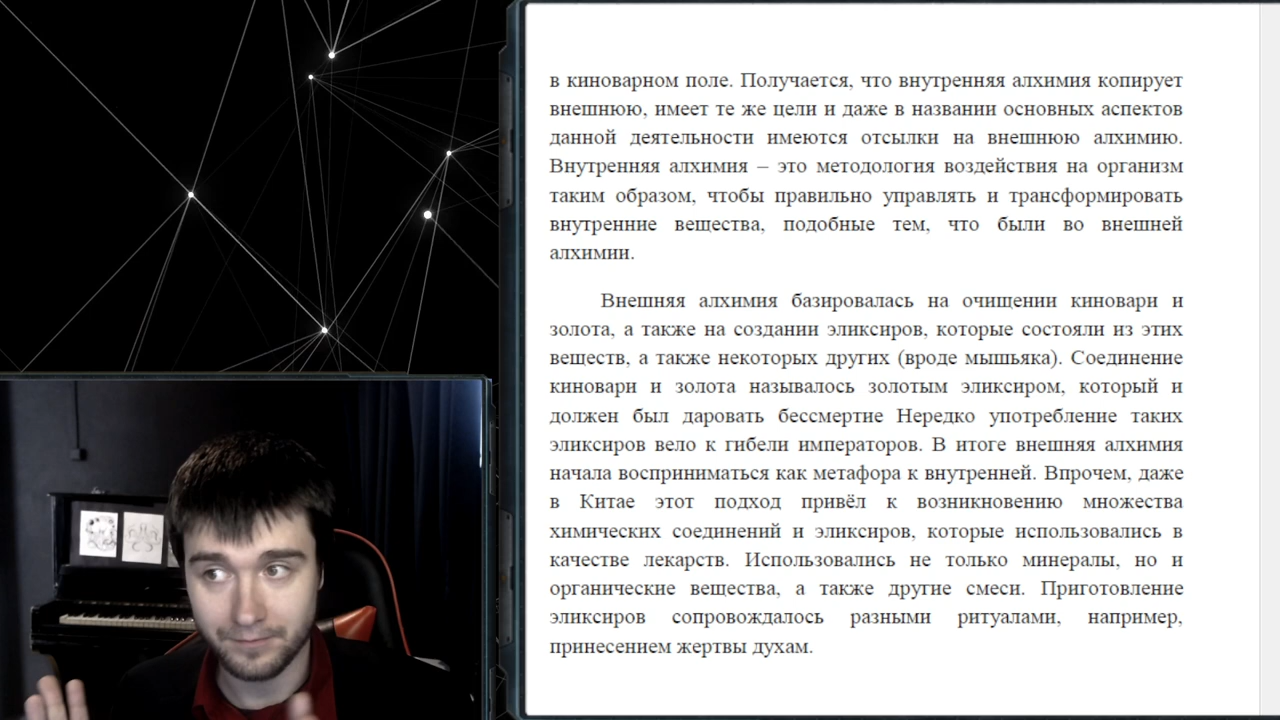 в киноварном поле. Получается, что внутренняя алхимия копирует
внешнюю, имеет те же цели и даже в названии основных аспектов
данной деятельности имеются отсылки на внешнюю алхимию.
Внутренняя алхимия – это методология воздействия на организм
таким образом, чтобы правильно управлять и трансформировать
внутренние вещества, подобные тем, что были во внешней
алхимии.
Внешняя алхимия базировалась на очищении киновари и
золота, а также на создании эликсиров, которые состояли из этих
веществ, а также некоторых других (вроде мышьяка). Соединение
киновари и золота называлось золотым эликсиром, который и
должен был даровать бессмертие Нередко употребление таких
эликсиров вело к гибели императоров. В итоге внешняя алхимия
начала восприниматься как метафора к внутренней. Впрочем, даже
в Китае этот подход привёл к возникновению множества
химических соединений и эликсиров, которые использовались в
качестве лекарств. Использовались не только минералы, но и
органические вещества, а также другие смеси. Приготовление
эликсиров сопровождалось разными ритуалами, например,
принесением жертвы духам.